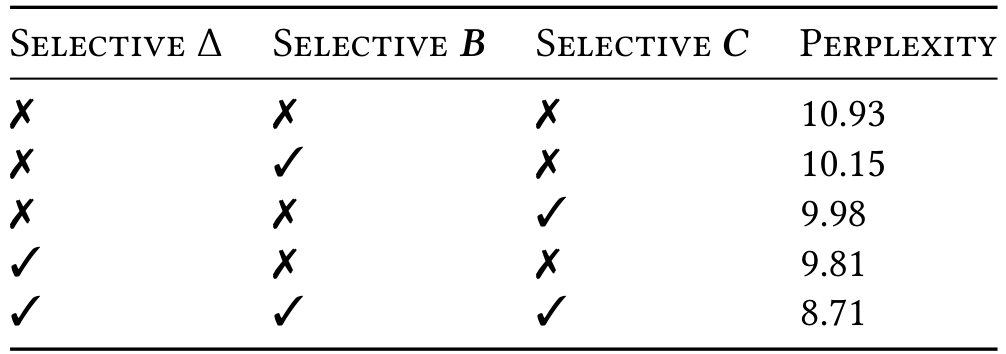 Selective Δ Selective B Selective C Perplexity
✗ ✗ ✗ 10.93
✗ ✓ ✗ 10.15
✗ ✗ ✓ 9.98
✓ ✗ ✗ 9.81
✓ ✓ ✓ 8.71